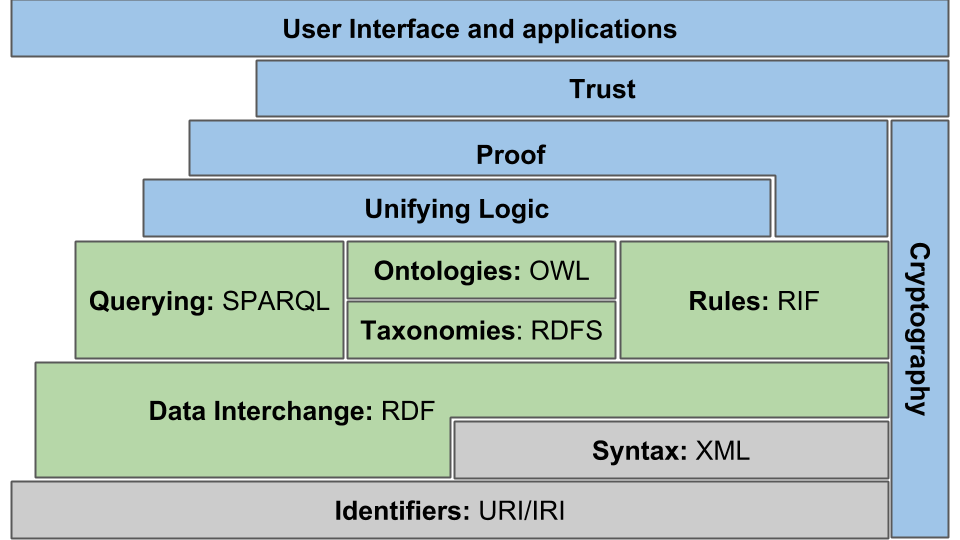 User Interface and applications
Trust
Proof
Unifying Logic
Ontologies: OWL
Querying: SPARQL
Rules: RIF
Taxonomies: RDFS
Cryptography
Data Interchange: RDF
Syntax: XML
Identifiers: URI/IRI